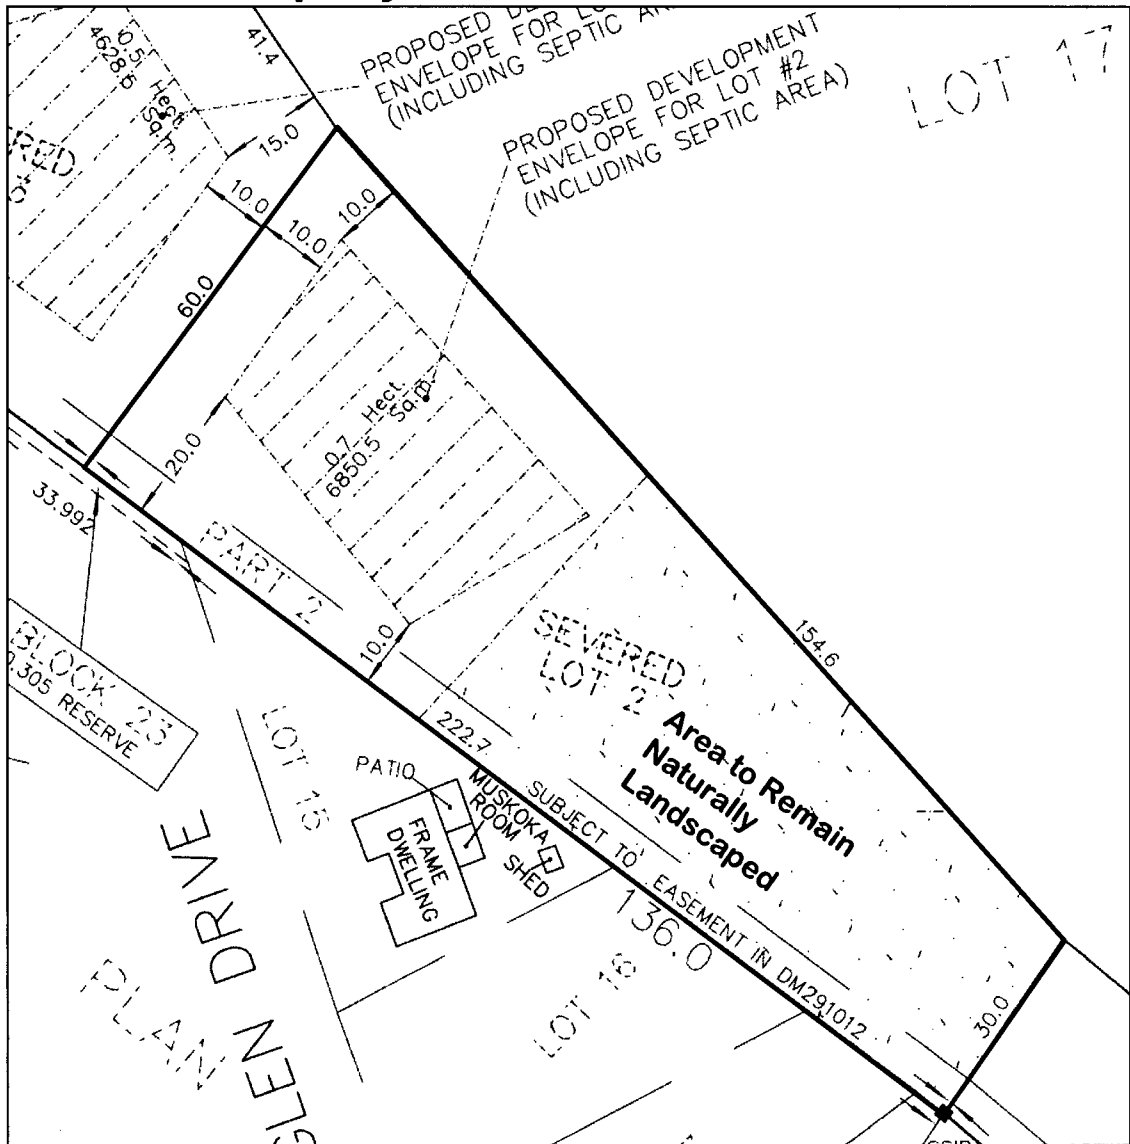 41.4
ENVELOPE FOR
(INCLUDING SEPTIC
PROPOSED DEVELOPMENT
ENVELOPE FOR LOT #2
(INCLUDING SEPTIC AREA)
LOT 17
0.5 Hect.
4628.6 Sq.m.
15.0
10.0
10.0
10.0
60.0
0.7 Hect.
6850.5 Sq.m.
20.0
33.992
PART 2
10.0
BLOCK 23
0.305 RESERVE
SEVERED
LOT 2
154.6
Area to Remain
Naturally
Landscaped
222.7
SUBJECT TO EASEMENT IN DM291012
136.0
30.0
LOT 15
PATIO
MUSKOKA
ROOM
SHED
FRAME
DWELLING
LOT 16
GLEN DRIVE
PLAN